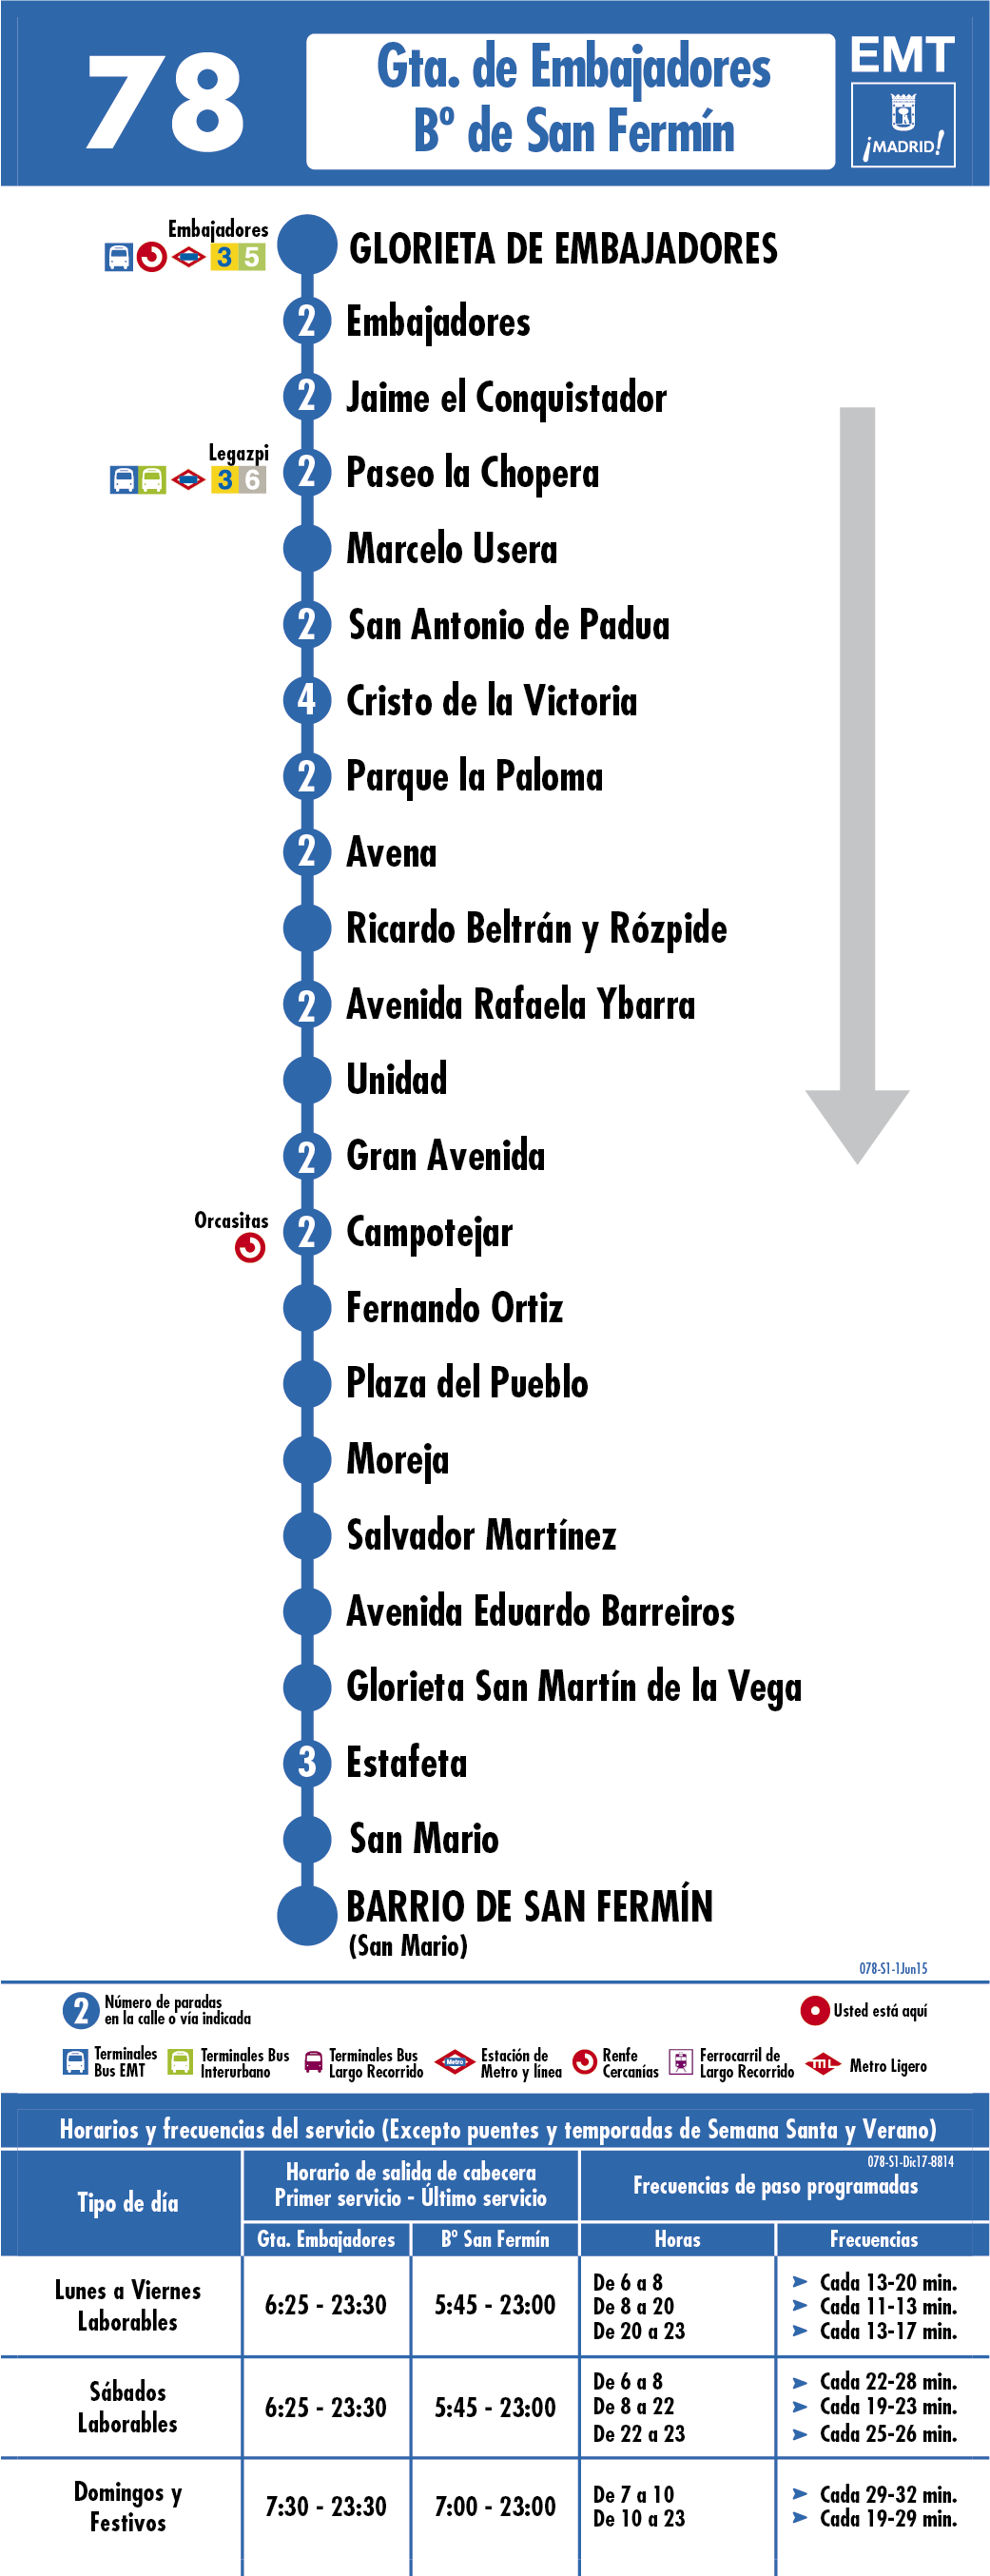 78
Gta. de Embajadores
Bº de San Fermín
EMT
¡MADRID!
Embajadores
3 5
GLORIETA DE EMBAJADORES
2 Embajadores
2 Jaime el Conquistador
Legazpi
3 6
2 Paseo la Chopera
Marcelo Usera
2 San Antonio de Padua
4 Cristo de la Victoria
2 Parque la Paloma
2 Avena
Ricardo Beltrán y Rózpide
2 Avenida Rafaela Ybarra
Unidad
2 Gran Avenida
Orcasitas
2 Campotejar
Fernando Ortiz
Plaza del Pueblo
Moreja
Salvador Martínez
Avenida Eduardo Barreiros
Glorieta San Martín de la Vega
3 Estafeta
San Mario
BARRIO DE SAN FERMÍN
(San Mario)
078-S1-1Jun15
2 Número de paradas
en la calle o vía indicada
Usted está aquí
Terminales
Bus EMT
Terminales Bus
Interurbano
Terminales Bus
Largo Recorrido
Metro
Estación de
Metro y línea
Renfe
Cercanías
Ferrocarril de
Largo Recorrido
ML
Metro Ligero
Horarios y frecuencias del servicio (Excepto puentes y temporadas de Semana Santa y Verano)
078-S1-Dic17-8814
Tipo de día
Horario de salida de cabecera
Primer servicio - Último servicio
Frecuencias de paso programadas
Gta. Embajadores
Bº San Fermín
Horas
Frecuencias
Lunes a Viernes
Laborables
6:25 - 23:30
5:45 - 23:00
De 6 a 8 Cada 13-20 min.
De 8 a 20 Cada 11-13 min.
De 20 a 23 Cada 13-17 min.
Sábados
Laborables
6:25 - 23:30
5:45 - 23:00
De 6 a 8 Cada 22-28 min.
De 8 a 22 Cada 19-23 min.
De 22 a 23 Cada 25-26 min.
Domingos y
Festivos
7:30 - 23:30
7:00 - 23:00
De 7 a 10 Cada 29-32 min.
De 10 a 23 Cada 19-29 min.